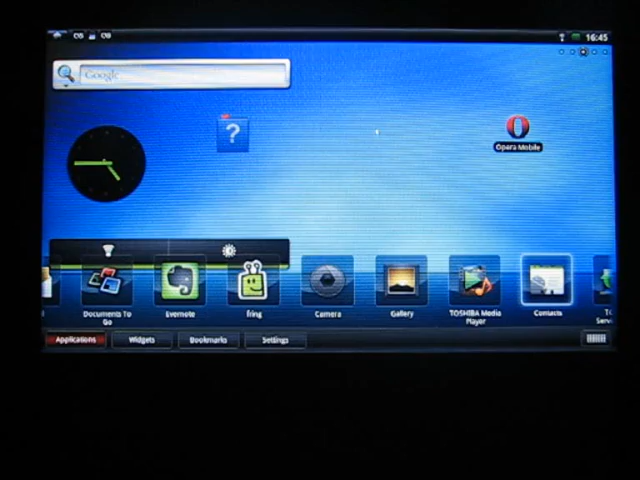 16:45
Google
?
Opera Mobile
Documents To
Go
Evernote
fring
Camera
Gallery
TOSHIBA Media
Player
Contacts
Servi
Applications
Widgets
Bookmarks
Settings